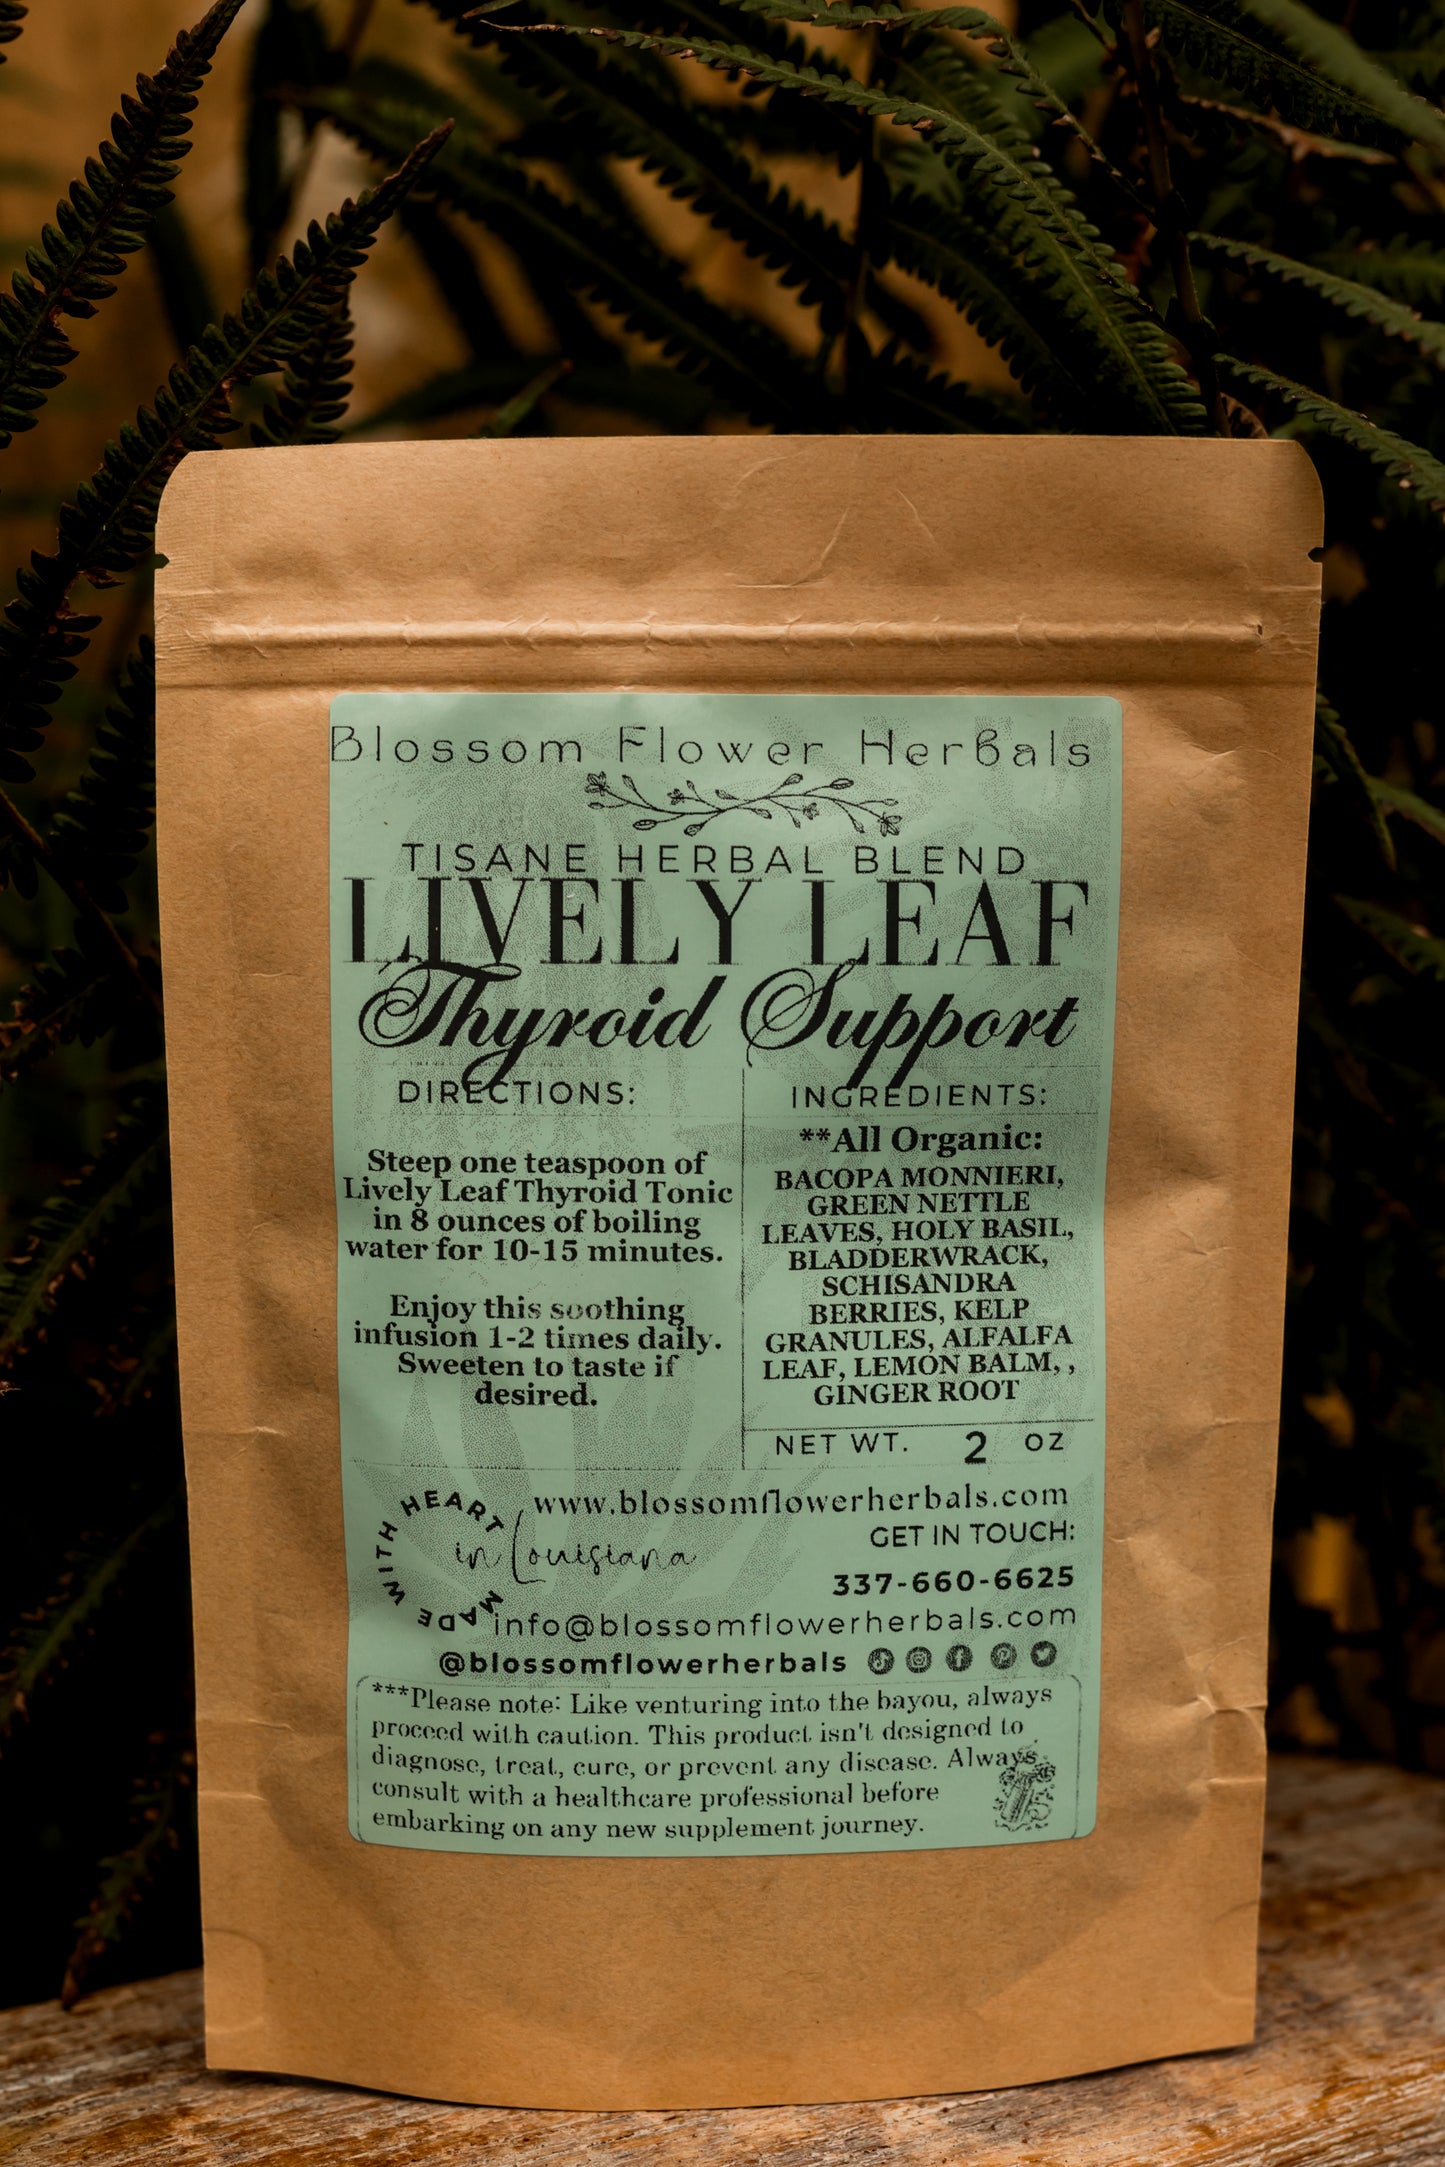 Blossom Flower Herbals
TISANE HERBAL BLEND
LIVELY LEAF
Thyroid Support
DIRECTIONS:
Steep one teaspoon of
Lively Leaf Thyroid Tonic
in 8 ounces of boiling
water for 10-15 minutes.
Enjoy this soothing
infusion 1-2 times daily.
Sweeten to taste if
desired.
INGREDIENTS:
**All Organic:
BACOPA MONNIERI,
GREEN NETTLE
LEAVES, HOLY BASIL,
BLADDERWRACK,
SCHISANDRA
BERRIES, KELP
GRANULES, ALFALFA
LEAF, LEMON BALM, ,
GINGER ROOT
NET WT. 2 OZ
MADE WITH HEART
in Louisiana
www.blossomflowerherbals.com
GET IN TOUCH:
337-660-6625
info@blossomflowerherbals.com
@blossomflowerherbals
***Please note: Like venturing into the bayou, always
proceed with caution. This product isn't designed to
diagnose, treat, cure, or prevent any disease. Always
consult with a healthcare professional before
embarking on any new supplement journey.